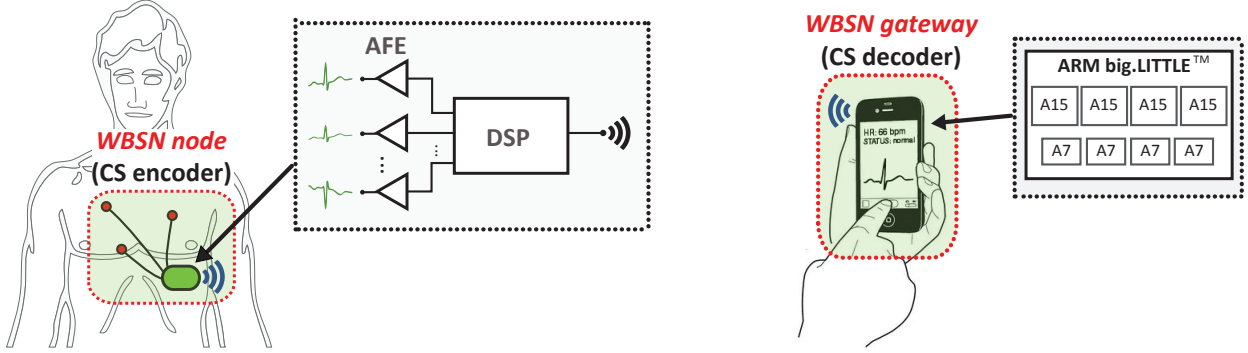 AFE
DSP
...
...
WBSN node
(CS encoder)
WBSN gateway
(CS decoder)
HR: 66 bpm
STATUS: normal
ARM big.LITTLE™
A15 A15 A15 A15
A7 A7 A7 A7